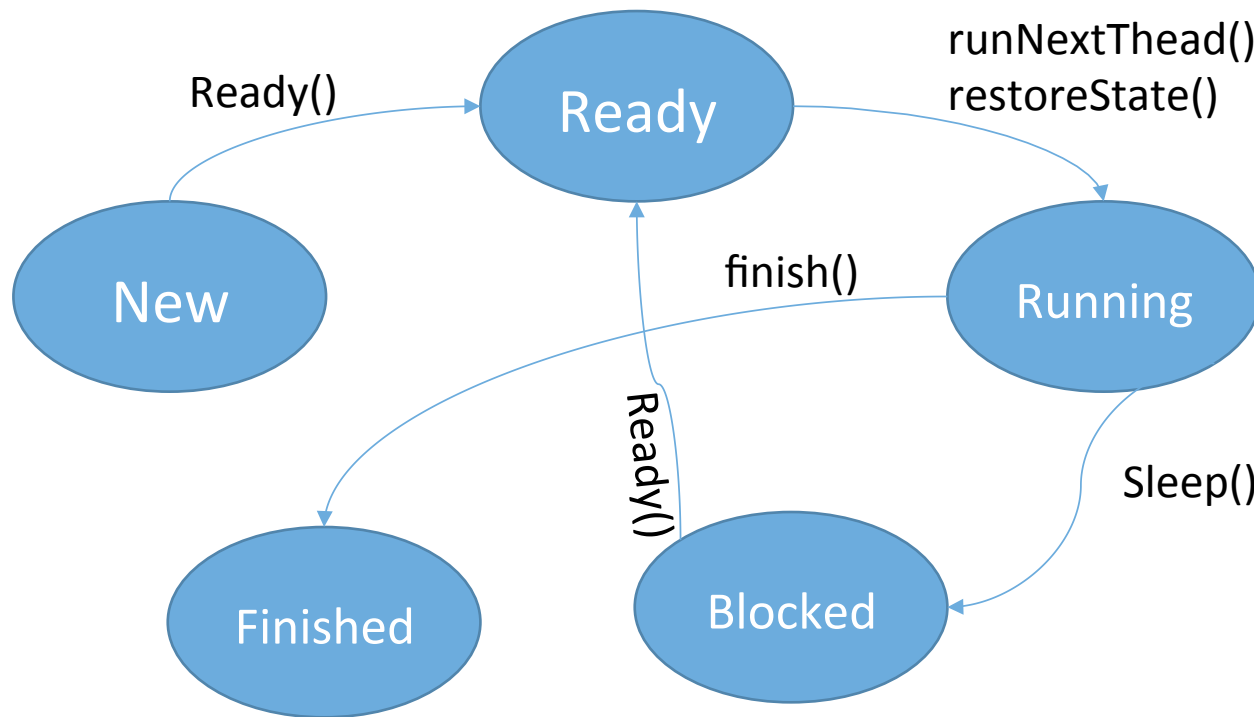 runNextThead()
restoreState()
Ready()
Ready
New
finish()
Running
Ready()
Sleep()
Finished
Blocked